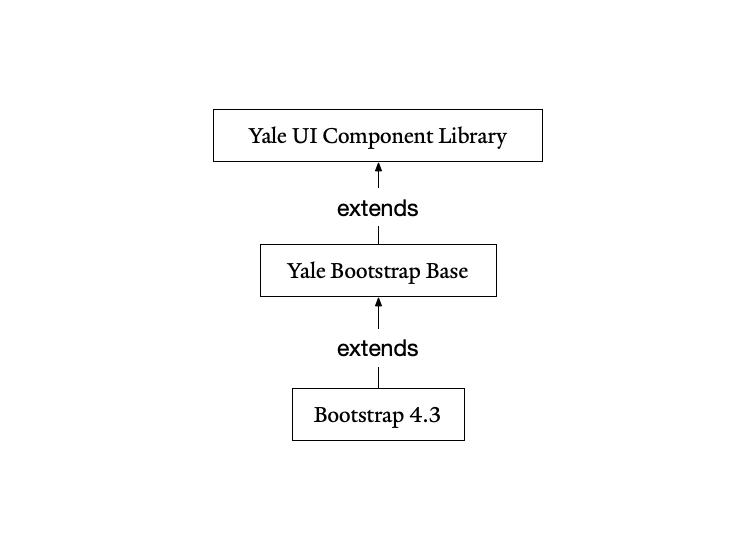 Yale UI Component Library
extends
Yale Bootstrap Base
extends
Bootstrap 4.3